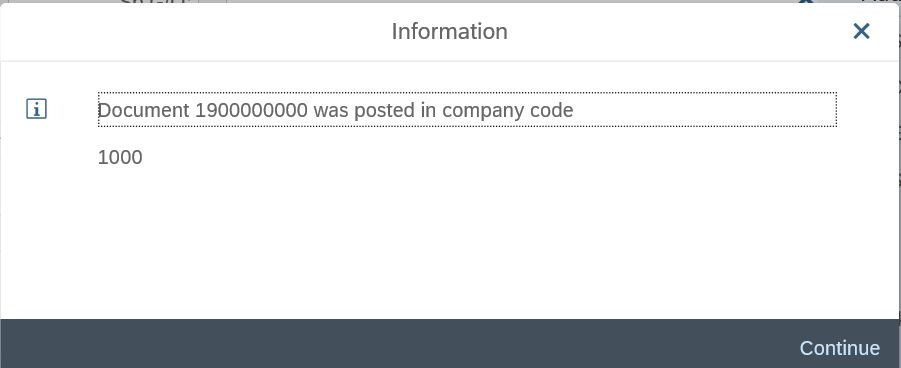 Information
Document 1900000000 was posted in company code
1000
Continue